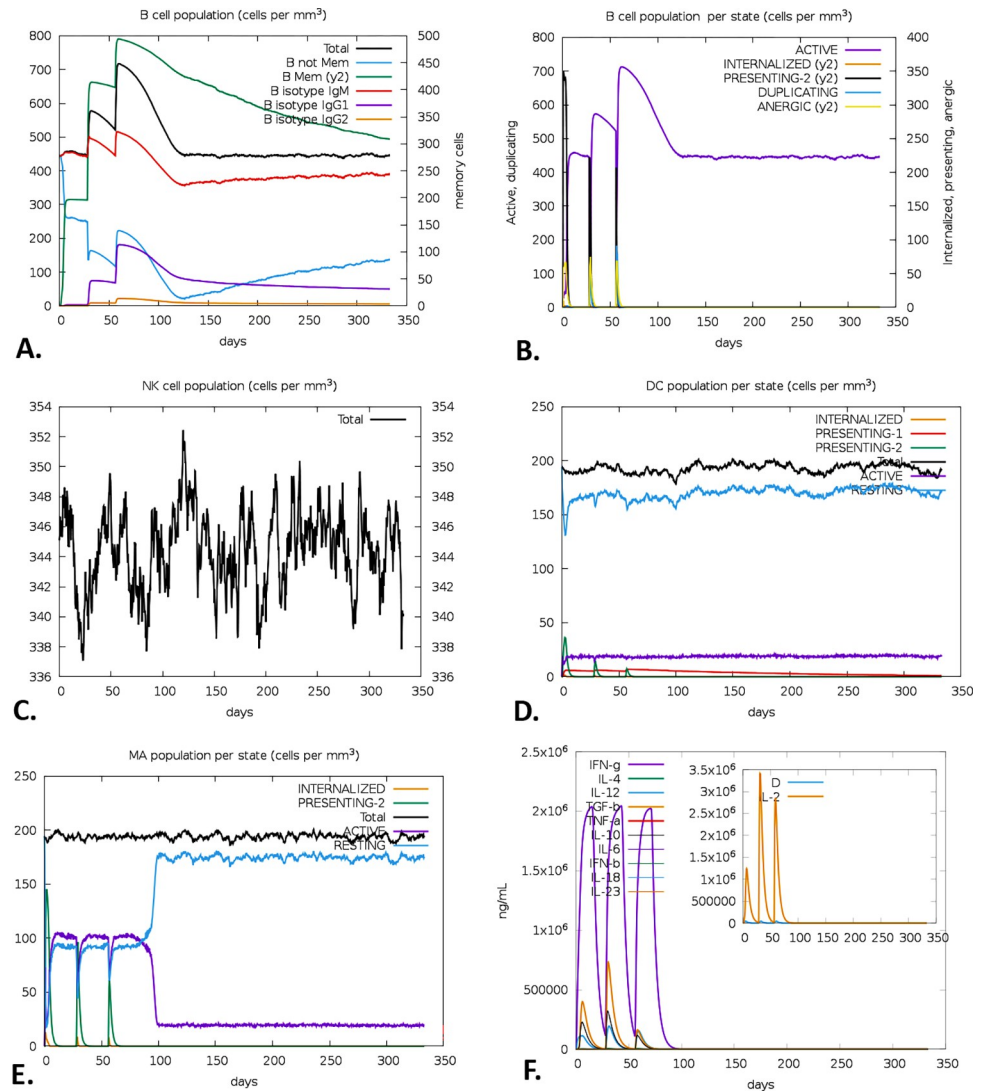 B cell population (cells per mm³)
800
700
600
500
400
300
200
100
0
500
450
400
350
300
250
200
150
100
50
0
Total
B not Mem
B Mem (y2)
B isotype IgM
B isotype IgG1
B isotype IgG2
memory cells
0 50 100 150 200 250 300 350
days
A.
B cell population per state (cells per mm³)
Active, duplicating
800
700
600
500
400
300
200
100
0
400
350
300
250
200
150
100
50
0
ACTIVE
INTERNALIZED (y2)
PRESENTING-2 (y2)
DUPLICATING
ANERGIC (y2)
Internalized, presenting, anergic
0 50 100 150 200 250 300 350
days
B.
NK cell population (cells per mm³)
354
352
350
348
346
344
342
340
338
336
354
352
350
348
346
344
342
340
338
336
Total
0 50 100 150 200 250 300 350
days
C.
DC population per state (cells per mm³)
250
200
150
100
50
0
INTERNALIZED
PRESENTING-1
PRESENTING-2
Total
ACTIVE
RESTING
0 50 100 150 200 250 300 350
days
D.
MA population per state (cells per mm³)
250
200
150
100
50
0
INTERNALIZED
PRESENTING-2
Total
ACTIVE
RESTING
0 50 100 150 200 250 300 350
days
E.
ng/mL
2.5x10⁶
2x10⁶
1.5x10⁶
1x10⁶
500000
0
IFN-g
IL-4
IL-12
TGF-b
TNF-a
IL-10
IL-6
IFN-b
IL-18
IL-23
3.5x10⁶
3x10⁶
2.5x10⁶
2x10⁶
1.5x10⁶
1x10⁶
500000
0
D
IL-2
0 50 100 150 200 250 300 350
0 50 100 150 200 250 300 350
days
F.